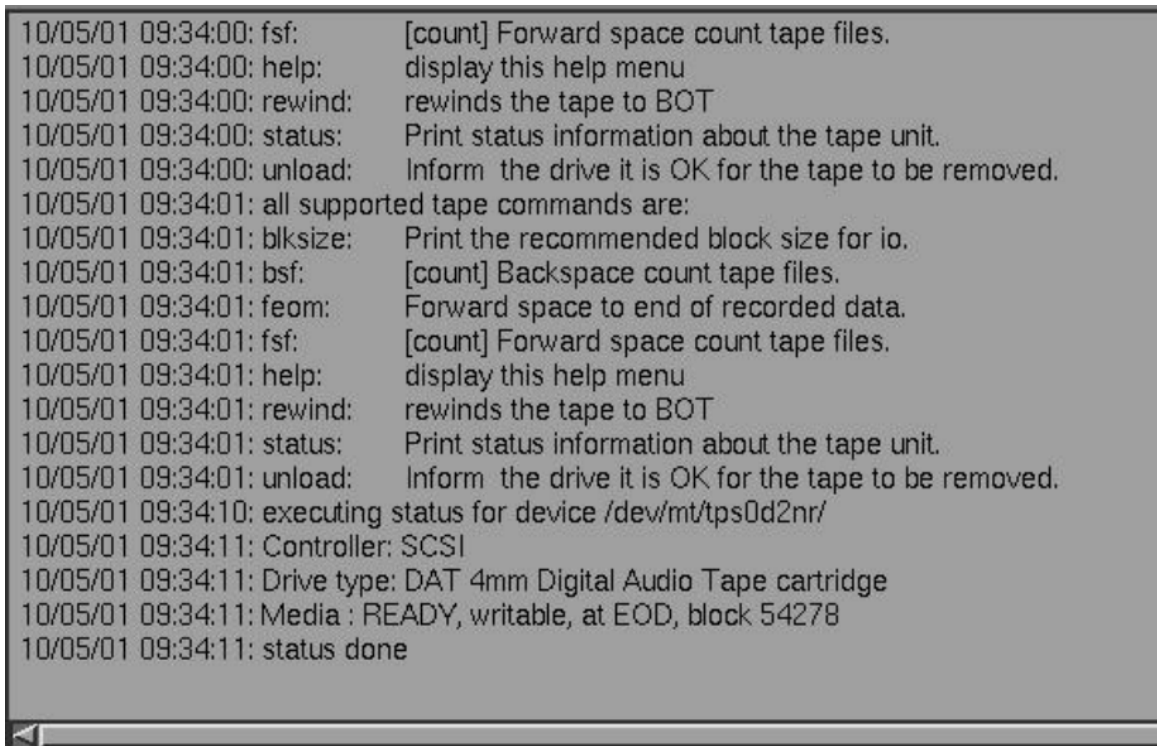 10/05/01 09:34:00: fsf: [count] Forward space count tape files.
10/05/01 09:34:00: help: display this help menu
10/05/01 09:34:00: rewind: rewinds the tape to BOT
10/05/01 09:34:00: status: Print status information about the tape unit.
10/05/01 09:34:00: unload: Inform the drive it is OK for the tape to be removed.
10/05/01 09:34:01: all supported tape commands are:
10/05/01 09:34:01: blksize: Print the recommended block size for io.
10/05/01 09:34:01: bsf: [count] Backspace count tape files.
10/05/01 09:34:01: feom: Forward space to end of recorded data.
10/05/01 09:34:01: fsf: [count] Forward space count tape files.
10/05/01 09:34:01: help: display this help menu
10/05/01 09:34:01: rewind: rewinds the tape to BOT
10/05/01 09:34:01: status: Print status information about the tape unit.
10/05/01 09:34:01: unload: Inform the drive it is OK for the tape to be removed.
10/05/01 09:34:10: executing status for device /dev/mt/tps0d2nr/
10/05/01 09:34:11: Controller: SCSI
10/05/01 09:34:11: Drive type: DAT 4mm Digital Audio Tape cartridge
10/05/01 09:34:11: Media : READY, writable, at EOD, block 54278
10/05/01 09:34:11: status done